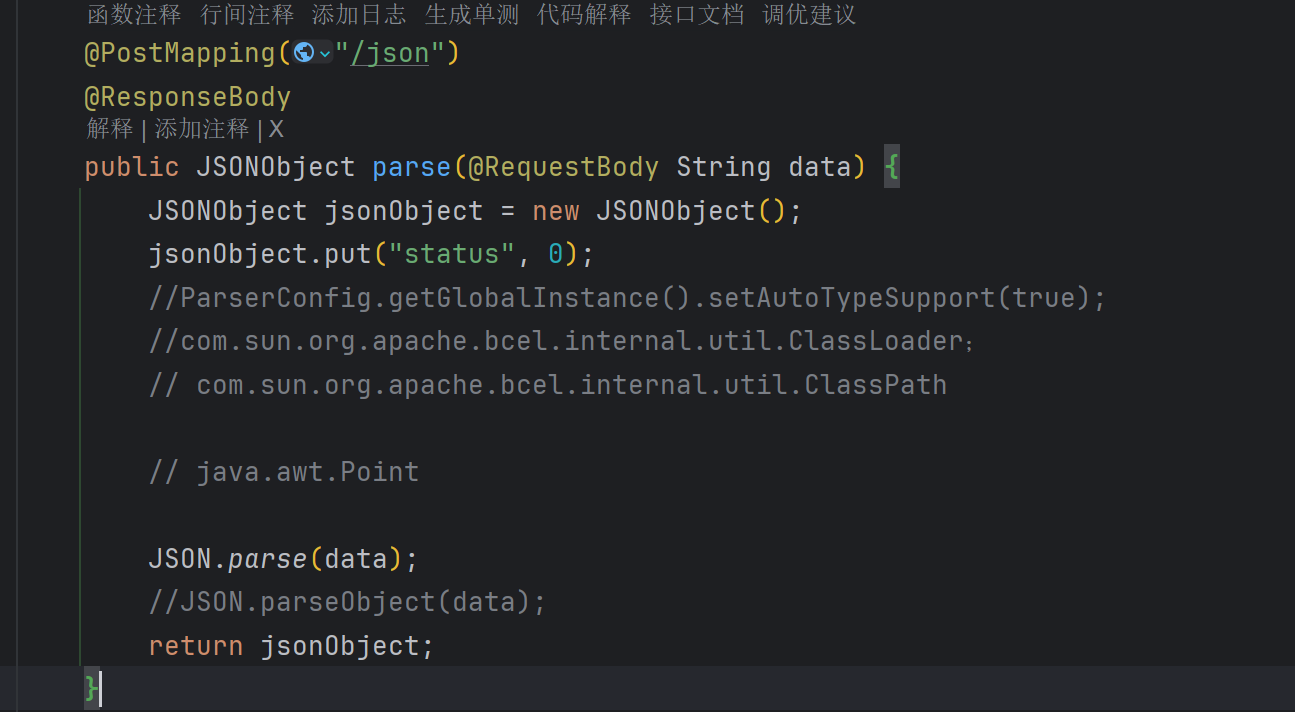 函数注释 行间注释 添加日志 生成单测 代码解释 接口文档 调优建议
@PostMapping("/json")
@ResponseBody
解释 | 添加注释 | X
public JSONObject parse(@RequestBody String data) {
JSONObject jsonObject = new JSONObject();
jsonObject.put("status", 0);
//ParserConfig.getGlobalInstance().setAutoTypeSupport(true);
//com.sun.org.apache.bcel.internal.util.ClassLoader；
// com.sun.org.apache.bcel.internal.util.ClassPath
// java.awt.Point
JSON.parse(data);
//JSON.parseObject(data);
return jsonObject;
}